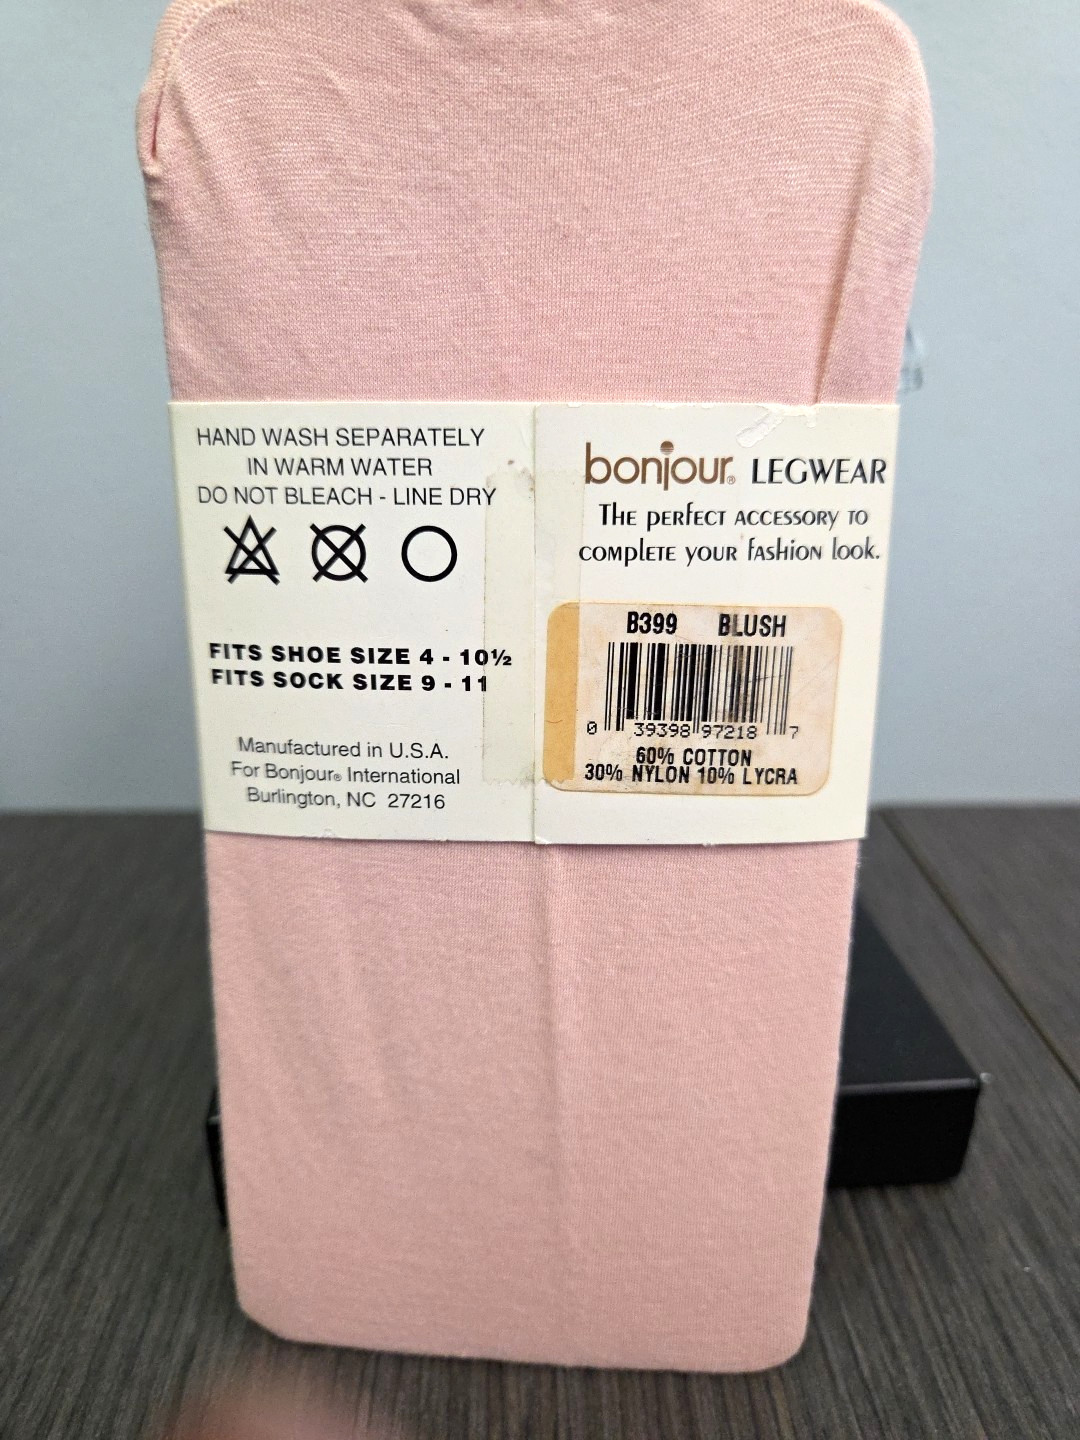 HAND WASH SEPARATELY
IN WARM WATER
DO NOT BLEACH - LINE DRY
FITS SHOE SIZE 4 - 10½
FITS SOCK SIZE 9 - 11
Manufactured in U.S.A.
For Bonjour® International
Burlington, NC 27216
bonjour® LEGWEAR
The perfect accessory to
complete your fashion look.
B399 BLUSH
0 39398 97218 7
60% COTTON
30% NYLON 10% LYCRA